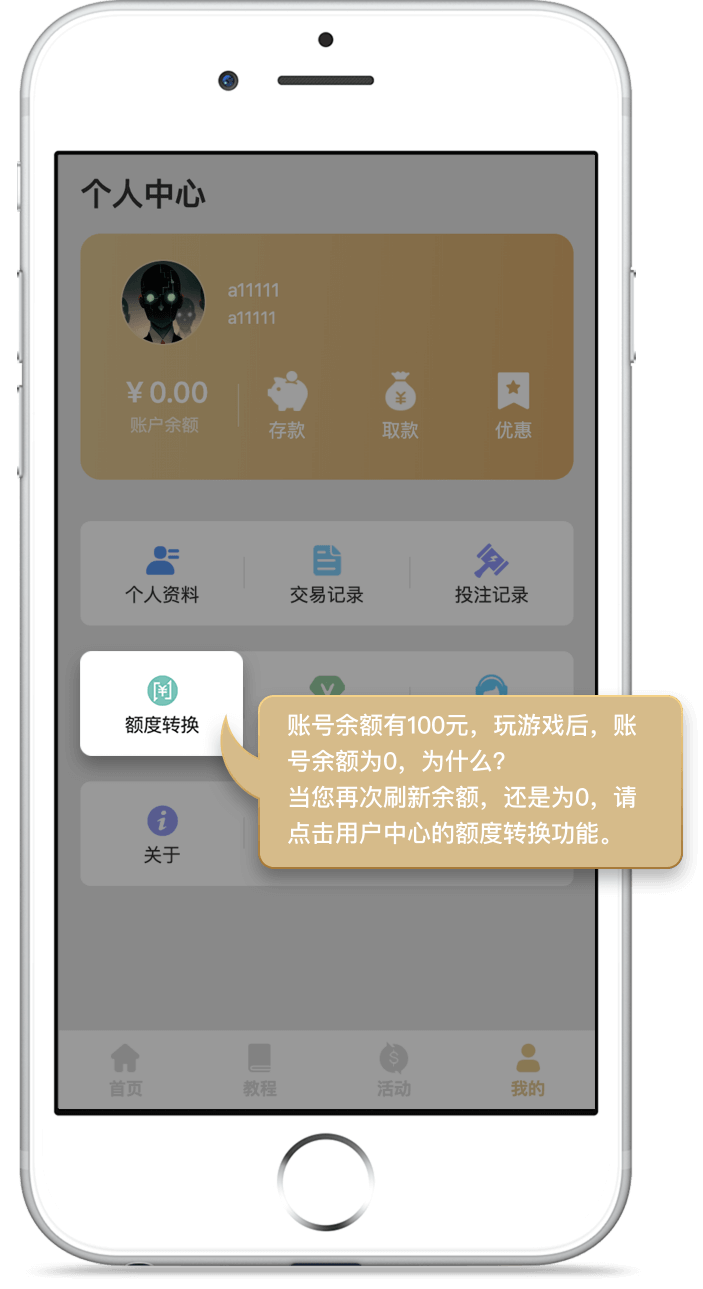 个人中心
a11111
a11111
¥ 0.00
账户余额
存款
取款
优惠
个人资料
交易记录
投注记录
额度转换
账号余额有100元，玩游戏后，账
号余额为0，为什么?
当您再次刷新余额，还是为0，请
点击用户中心的额度转换功能。
关于
首页
教程
活动
我的